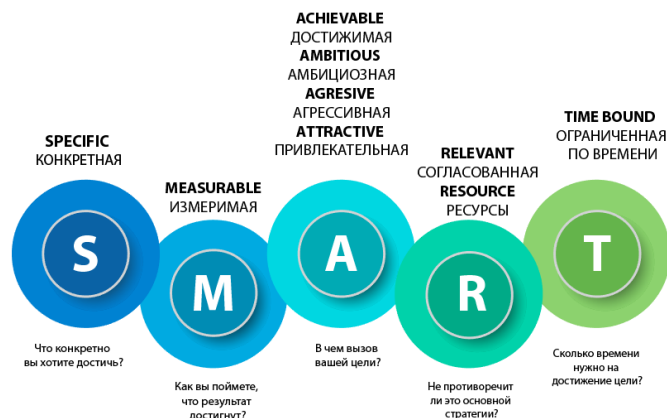 SPECIFIC
КОНКРЕТНАЯ
S
Что конкретно
вы хотите достичь?
MEASURABLE
ИЗМЕРИМАЯ
M
Как вы поймете,
что результат
достигнут?
ACHIEVABLE
ДОСТИЖИМАЯ
AMBITIOUS
АМБИЦИОЗНАЯ
AGRESIVE
АГРЕССИВНАЯ
ATTRACTIVE
ПРИВЛЕКАТЕЛЬНАЯ
A
В чем вызов
вашей цели?
RELEVANT
СОГЛАСОВАННАЯ
RESOURCE
РЕСУРСЫ
R
Не противоречит
ли это основной
стратегии?
TIME BOUND
ОГРАНИЧЕННАЯ
ПО ВРЕМЕНИ
T
Сколько времени
нужно на
достижение цели?